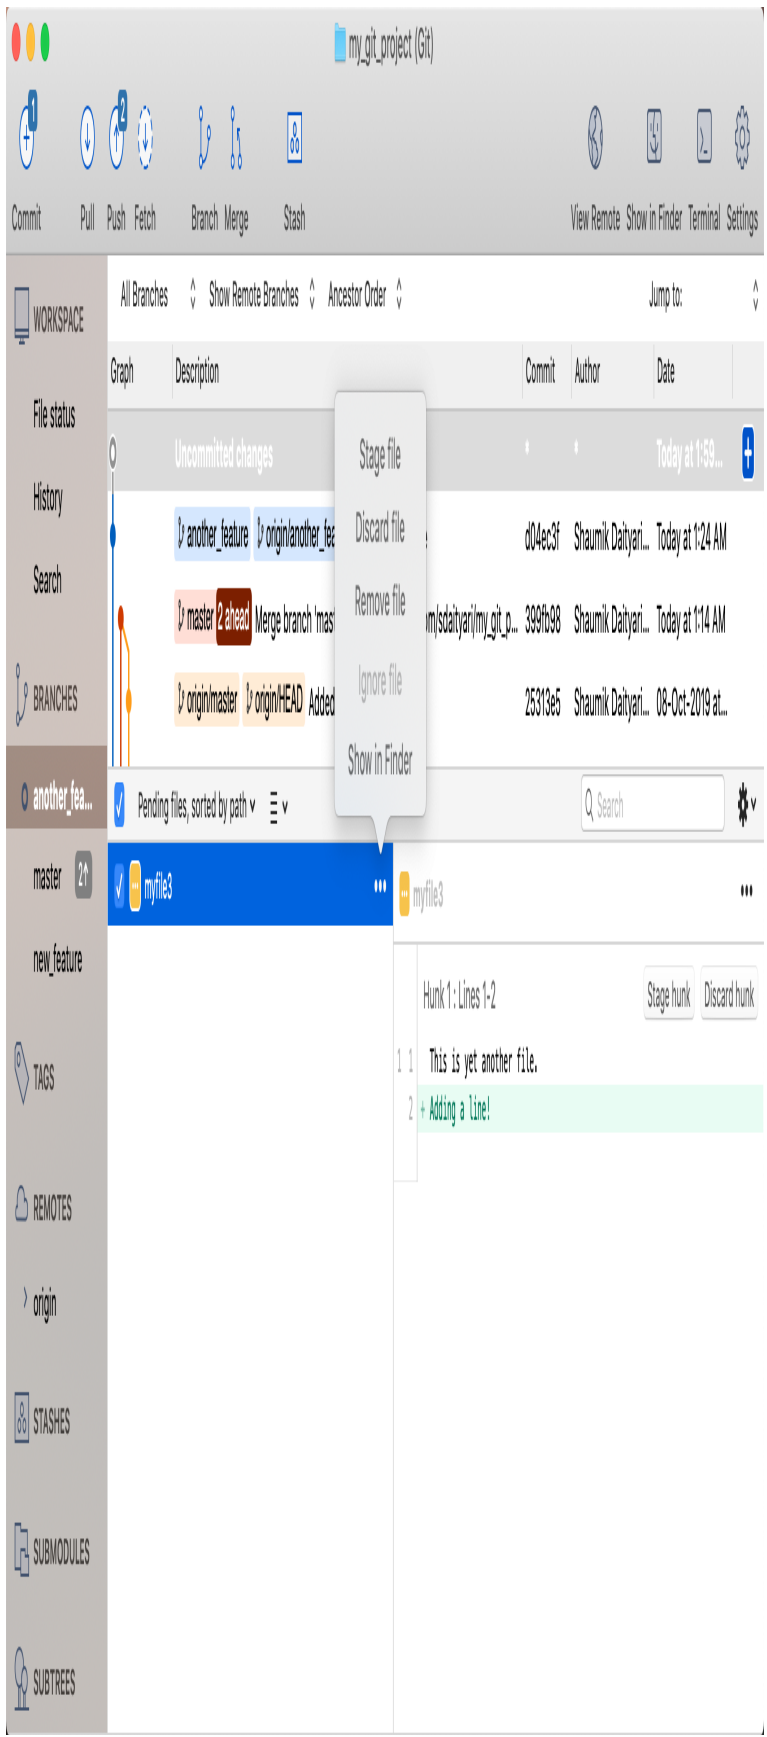 my_git_project (Git)
1 2
Commit Pull Push Fetch Branch Merge Stash View Remote Show in Finder Terminal Settings
WORKSPACE
File status
History
Search
BRANCHES
another_fea...
master 2↑
new_feature
TAGS
REMOTES
origin
STASHES
SUBMODULES
SUBTREES
All Branches Show Remote Branches Ancestor Order Jump to:
Graph Description Commit Author Date
Uncommitted changes * * Today at 1:59...
another_feature origin/another_fea e d04ec3f Shaumik Daityari... Today at 1:24 AM
master 2 ahead Merge branch 'mas om/sdaityari/my_git_p... 399fb98 Shaumik Daityari... Today at 1:14 AM
origin/master origin/HEAD Added 25313e5 Shaumik Daityari... 08-Oct-2019 at...
Stage file
Discard file
Remove file
Ignore file
Show in Finder
Pending files, sorted by path Search
myfile3 •••
myfile3 •••
Hunk 1 : Lines 1-2 Stage hunk Discard hunk
1 1 This is yet another file.
2 + Adding a line!